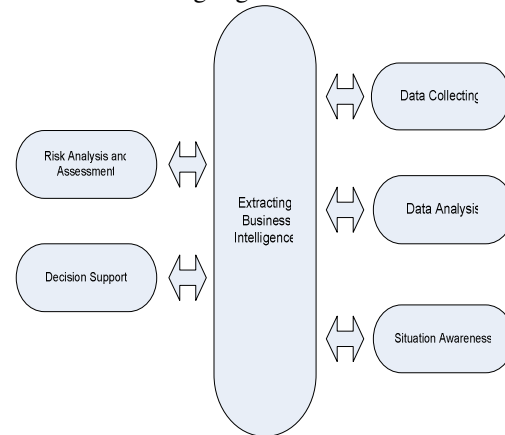 Risk Analysis and
Assessment
Decision Support
Extracting
Business
Intelligence
Data Collecting
Data Analysis
Situation Awareness